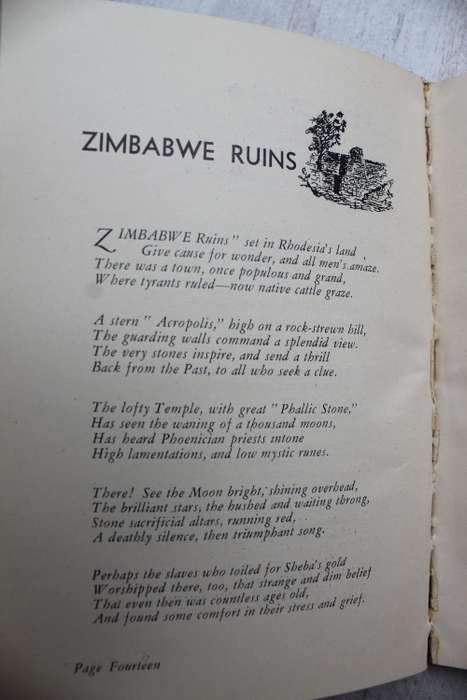 ZIMBABWE RUINS
ZIMBABWE Ruins" set in Rhodesia's land,
Give cause for wonder, and all men's amaze.
There was a town, once populous and grand,
Where tyrants ruled—now native cattle graze.
A stern "Acropolis," high on a rock-strewn hill,
The guarding walls command a splendid view.
The very stones inspire, and send a thrill
Back from the Past, to all who seek a clue.
The lofty Temple, with great "Phallic Stone,"
Has seen the waning of a thousand moons,
Has heard Phoenician priests intone
High lamentations, and low mystic runes.
There! See the Moon bright, shining overhead,
The brilliant stars, the hushed and waiting throng,
Stone sacrificial altars, running red,
A deathly silence, then triumphant song.
Perhaps the slaves who toiled for Sheba's gold
Worshipped there, too, that strange and dim belief
That even then was countless ages old,
And found some comfort in their stress and grief.
Page Fourteen